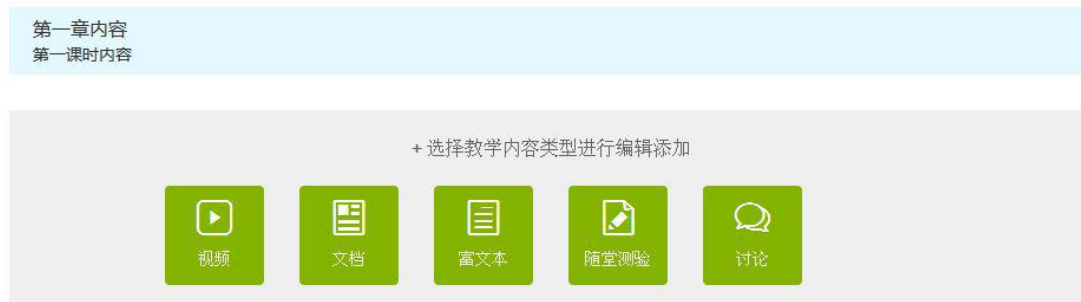 第一章内容
第一课时内容
+ 选择教学内容类型进行编辑添加
视频
文档
富文本
随堂测验
讨论